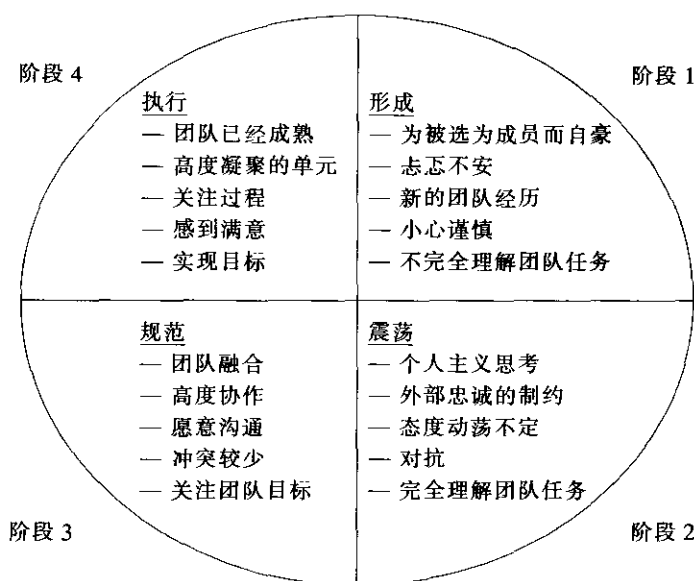 阶段 4
阶段 1
执行
— 团队已经成熟
— 高度凝聚的单元
— 关注过程
— 感到满意
— 实现目标
形成
— 为被选为成员而自豪
— 忐忑不安
— 新的团队经历
— 小心谨慎
— 不完全理解团队任务
规范
— 团队融合
— 高度协作
— 愿意沟通
— 冲突较少
— 关注团队目标
震荡
— 个人主义思考
— 外部忠诚的制约
— 态度动荡不定
— 对抗
— 完全理解团队任务
阶段 3
阶段 2